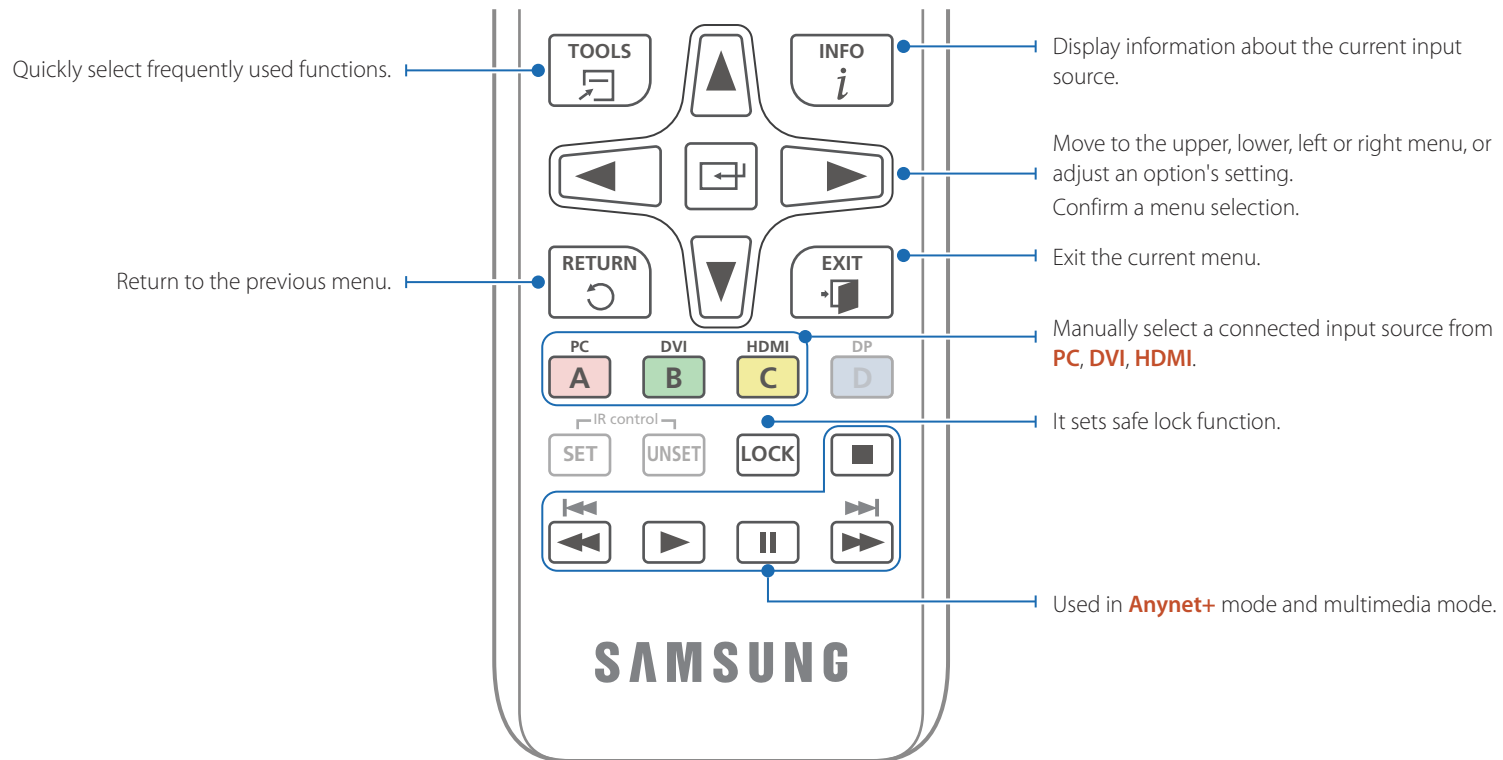 TOOLS
INFO
i
Quickly select frequently used functions.
Display information about the current input
source.
Move to the upper, lower, left or right menu, or
adjust an option's setting.
Confirm a menu selection.
RETURN
EXIT
Return to the previous menu.
Exit the current menu.
PC
DVI
HDMI
DP
A
B
C
D
Manually select a connected input source from
PC, DVI, HDMI.
IR control
SET
UNSET
LOCK
It sets safe lock function.
Used in Anynet+ mode and multimedia mode.
SAMSUNG